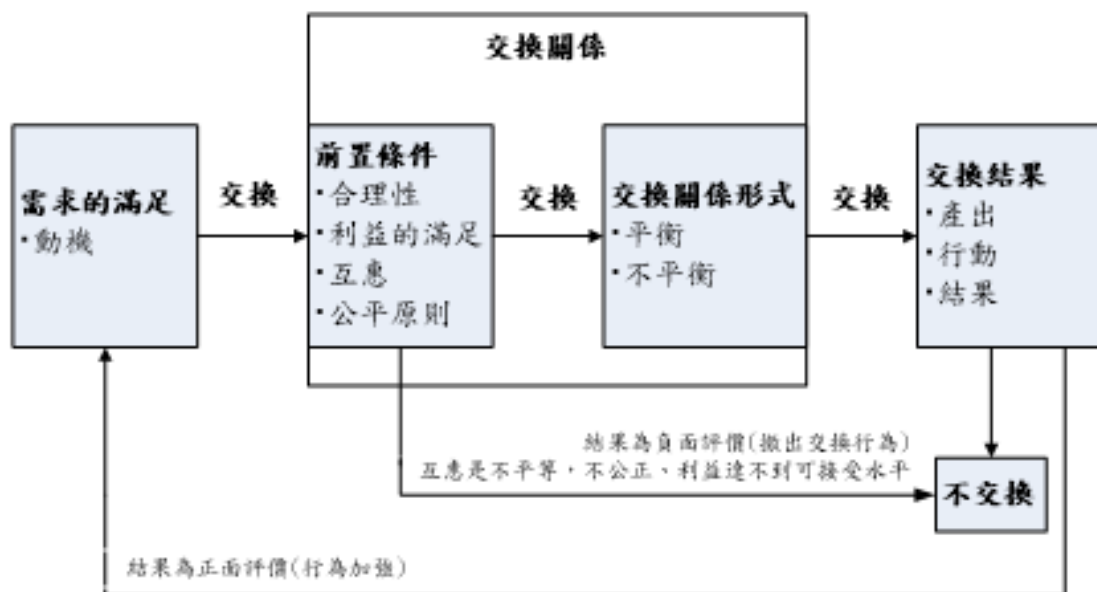 交換關係
需求的滿足
·動機
交換
前置條件
·合理性
·利益的滿足
·互惠
·公平原則
交換
交換關係形式
·平衡
·不平衡
交換
交換結果
·產出
·行動
·結果
結果為負面評價(撤出交換行為)
互惠是不平等，不公正、利益達不到可接受水平
不交換
結果為正面評價(行為加強)